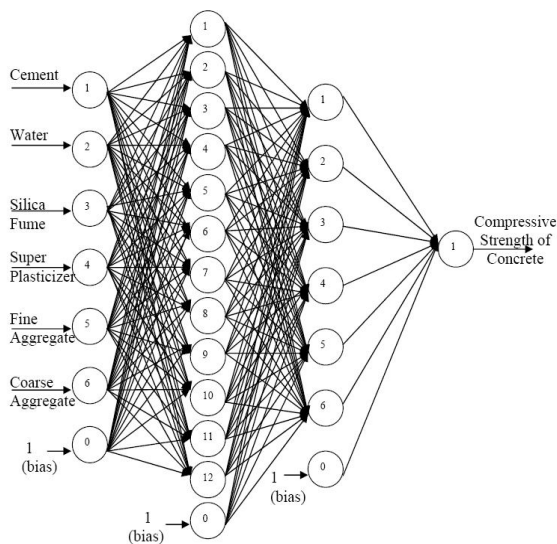 Cement
Water
Silica
Fume
Super
Plasticizer
Fine
Aggregate
Coarse
Aggregate
1
(bias)
1
2
3
4
5
6
0
1
2
3
4
5
6
7
8
9
10
11
12
0
1
(bias)
1
2
3
4
5
6
0
1
(bias)
1
Compressive
Strength of
Concrete